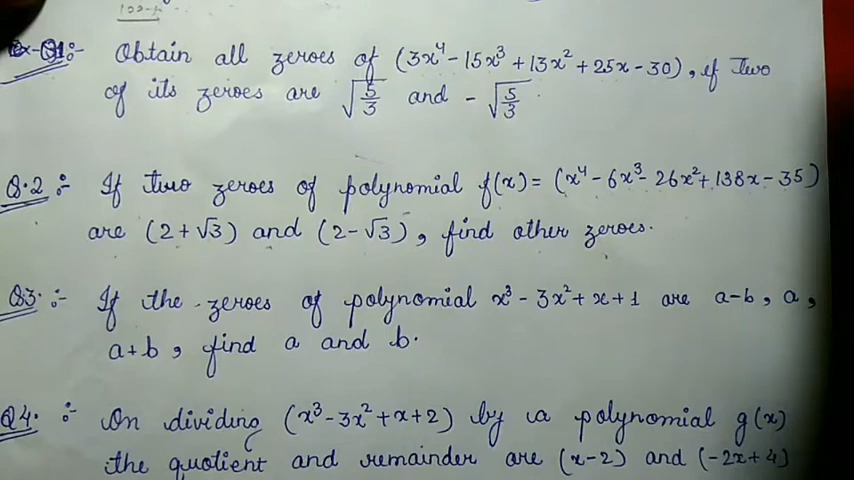 Q1:- Obtain all zeroes of (3x⁴ - 15x³ + 13x² + 25x - 30), if two
of its zeroes are √5/3 and - √5/3.
Q.2 :- If two zeroes of polynomial f(x) = (x⁴ - 6x³ - 26x² + 138x - 35)
are (2 + √3) and (2 - √3), find other zeroes.
Q3. :- If the zeroes of polynomial x³ - 3x² + x + 1 are a-b, a,
a+b, find a and b.
Q4. :- On dividing (x³ - 3x² + x + 2) by a polynomial g(x)
the quotient and remainder are (x-2) and (-2x+4)